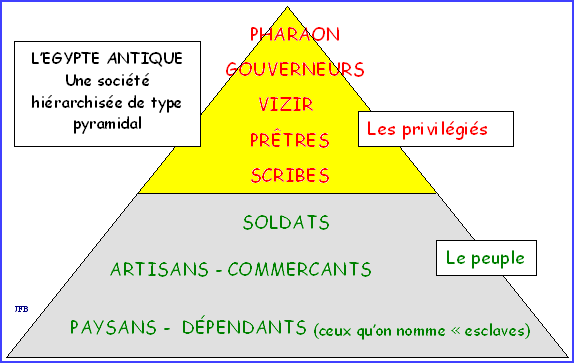 L'EGYPTE ANTIQUE
Une société
hiérarchisée de type
pyramidal
PHARAON
GOUVERNEURS
VIZIR
PRÊTRES
SCRIBES
Les privilégiés
SOLDATS
ARTISANS - COMMERCANTS
Le peuple
PAYSANS - DÉPENDANTS (ceux qu'on nomme « esclaves)